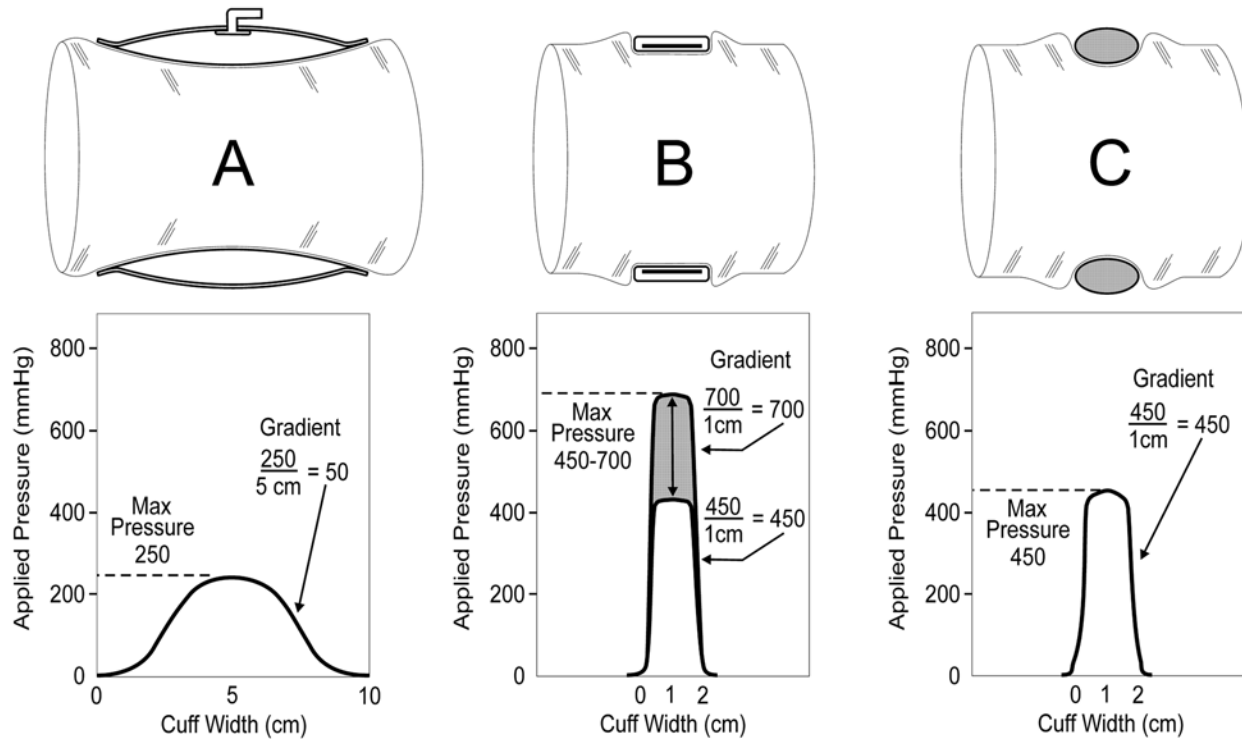 A
B
C
Applied Pressure (mmHg)
800
600
400
200
0
Gradient
250
5 cm
= 50
Max
Pressure
250
0
5
10
Cuff Width (cm)
Applied Pressure (mmHg)
800
600
400
200
0
Gradient
700
1cm
= 700
Max
Pressure
450-700
450
1cm
= 450
0
1
2
Cuff Width (cm)
Applied Pressure (mmHg)
800
600
400
200
0
Gradient
450
1cm
= 450
Max
Pressure
450
0
1
2
Cuff Width (cm)